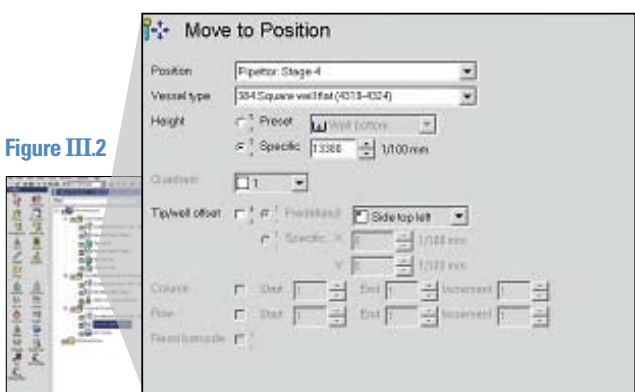 Move to Position
Position Pipettor: Stage-4
Vessel type 384 Square well flat (4319-4324)
Height Preset Well bottom
Specific 13380 1/100 mm
Figure III.2
Quadrant 1
Tip/well offset Predefined Side top left
Specific X 0 1/100 mm
Y 0 1/100 mm
Column Start 1 End 1 Increment 1
Row Start 1 End 1 Increment 1
Read barcode